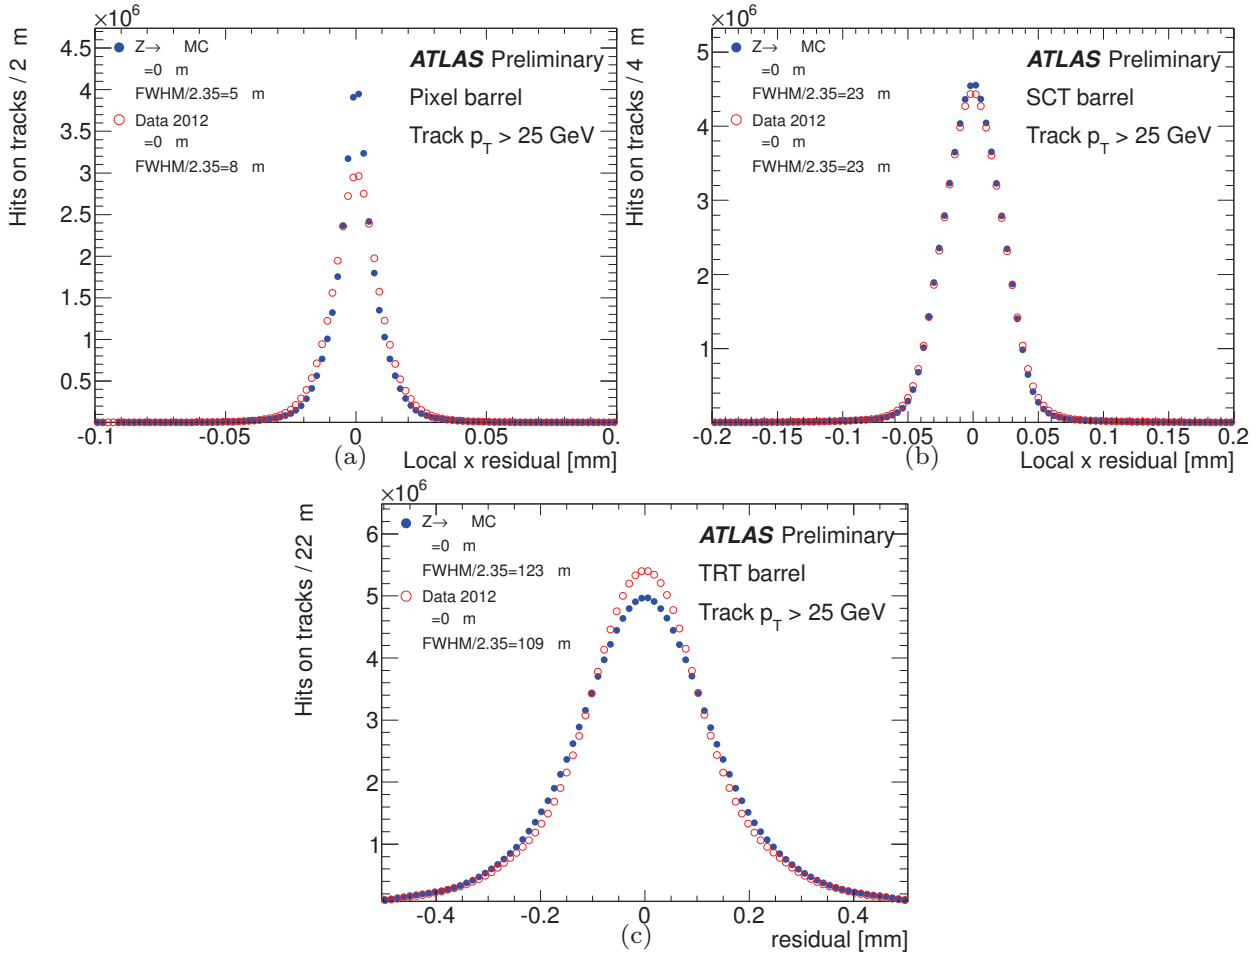 ×10⁶
Hits on tracks / 2 m
Z→ MC
=0 m
FWHM/2.35=5 m
Data 2012
=0 m
FWHM/2.35=8 m
ATLAS Preliminary
Pixel barrel
Track p_T > 25 GeV
4.5
4
3.5
3
2.5
2
1.5
1
0.5
-0.1 -0.05 0 0.05 0.
(a)
Local x residual [mm]
×10⁶
Hits on tracks / 4 m
Z→ MC
=0 m
FWHM/2.35=23 m
Data 2012
=0 m
FWHM/2.35=23 m
ATLAS Preliminary
SCT barrel
Track p_T > 25 GeV
5
4
3
2
1
-0.2 -0.15 -0.1 -0.05 0 0.05 0.1 0.15 0.2
(b)
Local x residual [mm]
×10⁶
Hits on tracks / 22 m
Z→ MC
=0 m
FWHM/2.35=123 m
Data 2012
=0 m
FWHM/2.35=109 m
ATLAS Preliminary
TRT barrel
Track p_T > 25 GeV
6
5
4
3
2
1
-0.4 -0.2 0 0.2 0.4
(c)
residual [mm]